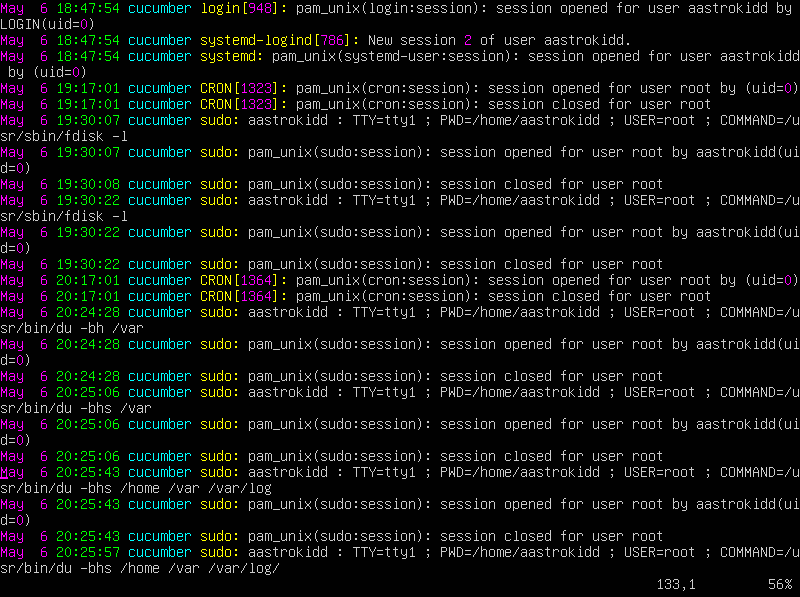 May  6 18:47:54 cucumber login[948]: pam_unix(login:session): session opened for user aastrokidd by
LOGIN(uid=0)
May  6 18:47:54 cucumber systemd-logind[786]: New session 2 of user aastrokidd.
May  6 18:47:54 cucumber systemd: pam_unix(systemd-user:session): session opened for user aastrokidd
 by (uid=0)
May  6 19:17:01 cucumber CRON[1323]: pam_unix(cron:session): session opened for user root by (uid=0)
May  6 19:17:01 cucumber CRON[1323]: pam_unix(cron:session): session closed for user root
May  6 19:30:07 cucumber sudo: aastrokidd : TTY=tty1 ; PWD=/home/aastrokidd ; USER=root ; COMMAND=/u
sr/sbin/fdisk -l
May  6 19:30:07 cucumber sudo: pam_unix(sudo:session): session opened for user root by aastrokidd(ui
d=0)
May  6 19:30:08 cucumber sudo: pam_unix(sudo:session): session closed for user root
May  6 19:30:22 cucumber sudo: aastrokidd : TTY=tty1 ; PWD=/home/aastrokidd ; USER=root ; COMMAND=/u
sr/sbin/fdisk -l
May  6 19:30:22 cucumber sudo: pam_unix(sudo:session): session opened for user root by aastrokidd(ui
d=0)
May  6 19:30:22 cucumber sudo: pam_unix(sudo:session): session closed for user root
May  6 20:17:01 cucumber CRON[1364]: pam_unix(cron:session): session opened for user root by (uid=0)
May  6 20:17:01 cucumber CRON[1364]: pam_unix(cron:session): session closed for user root
May  6 20:24:28 cucumber sudo: aastrokidd : TTY=tty1 ; PWD=/home/aastrokidd ; USER=root ; COMMAND=/u
sr/bin/du -bh /var
May  6 20:24:28 cucumber sudo: pam_unix(sudo:session): session opened for user root by aastrokidd(ui
d=0)
May  6 20:24:28 cucumber sudo: pam_unix(sudo:session): session closed for user root
May  6 20:25:06 cucumber sudo: aastrokidd : TTY=tty1 ; PWD=/home/aastrokidd ; USER=root ; COMMAND=/u
sr/bin/du -bhs /var
May  6 20:25:06 cucumber sudo: pam_unix(sudo:session): session opened for user root by aastrokidd(ui
d=0)
May  6 20:25:06 cucumber sudo: pam_unix(sudo:session): session closed for user root
May  6 20:25:43 cucumber sudo: aastrokidd : TTY=tty1 ; PWD=/home/aastrokidd ; USER=root ; COMMAND=/u
sr/bin/du -bhs /home /var /var/log
May  6 20:25:43 cucumber sudo: pam_unix(sudo:session): session opened for user root by aastrokidd(ui
d=0)
May  6 20:25:43 cucumber sudo: pam_unix(sudo:session): session closed for user root
May  6 20:25:57 cucumber sudo: aastrokidd : TTY=tty1 ; PWD=/home/aastrokidd ; USER=root ; COMMAND=/u
sr/bin/du -bhs /home /var /var/log/
133,1 56%